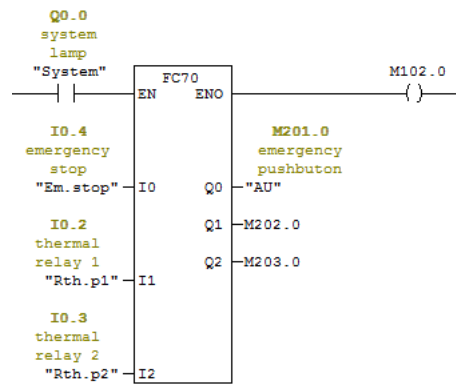 Q0.0
system
lamp
"System"
FC70
M102.0
EN ENO
I0.4
emergency
stop
"Em.stop"
I0
M201.0
emergency
pushbuton
Q0
"AU"
I0.2
thermal
relay 1
"Rth.p1"
I1
Q1
M202.0
Q2
M203.0
I0.3
thermal
relay 2
"Rth.p2"
I2